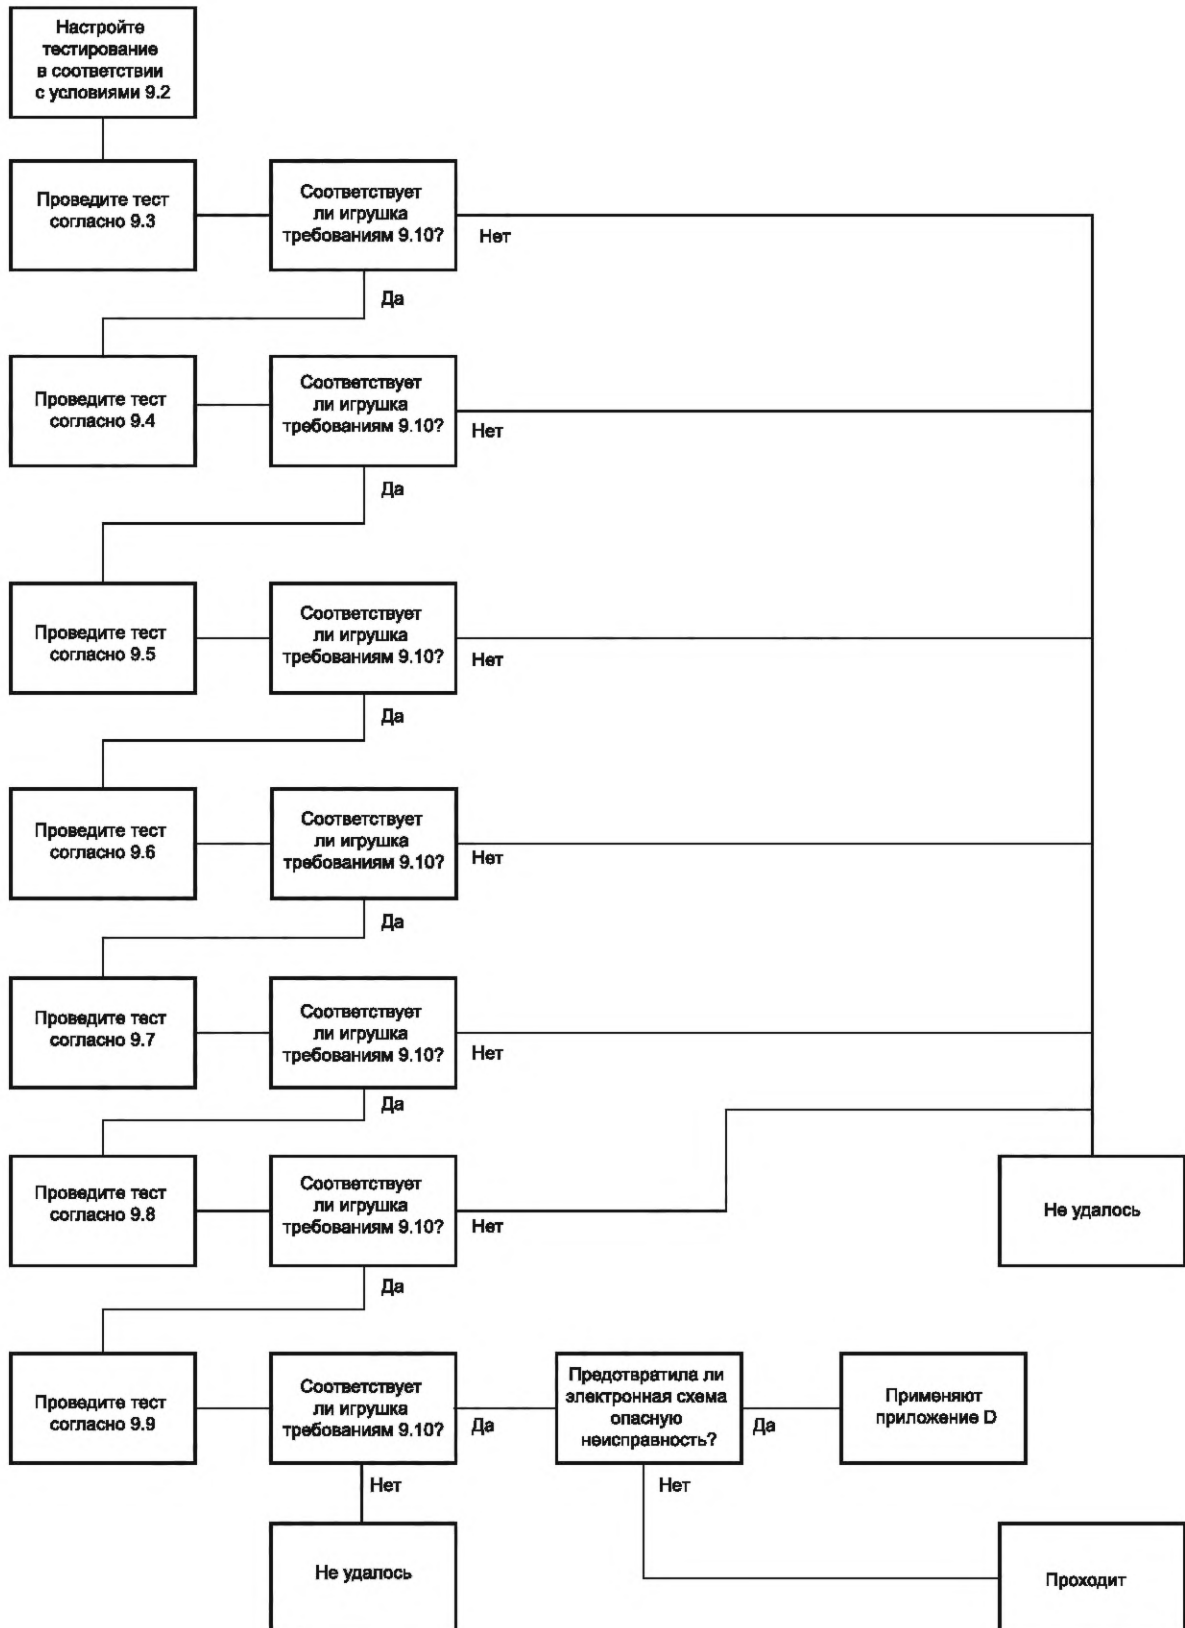 Настройте
тестирование
в соответствии
с условиями 9.2
Проведите тест
согласно 9.3
Соответствует
ли игрушка
требованиям 9.10?
Нет
Да
Проведите тест
согласно 9.4
Соответствует
ли игрушка
требованиям 9.10?
Нет
Да
Проведите тест
согласно 9.5
Соответствует
ли игрушка
требованиям 9.10?
Нет
Да
Проведите тест
согласно 9.6
Соответствует
ли игрушка
требованиям 9.10?
Нет
Да
Проведите тест
согласно 9.7
Соответствует
ли игрушка
требованиям 9.10?
Нет
Да
Проведите тест
согласно 9.8
Соответствует
ли игрушка
требованиям 9.10?
Нет
Не удалось
Да
Проведите тест
согласно 9.9
Соответствует
ли игрушка
требованиям 9.10?
Да
Предотвратила ли
электронная схема
опасную
неисправность?
Да
Применяют
приложение D
Нет
Нет
Не удалось
Проходит